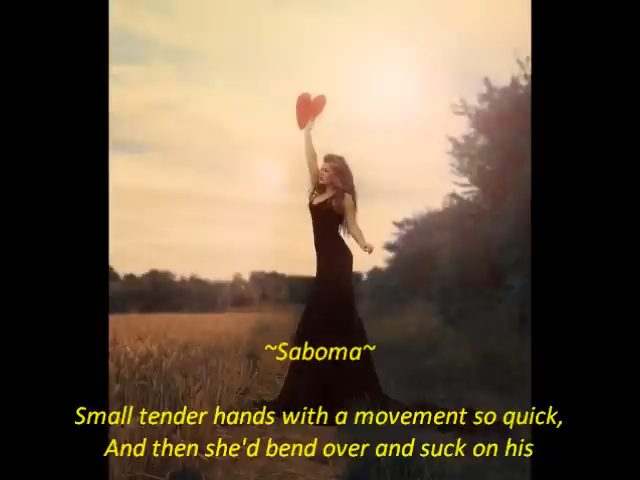 ~Saboma~
Small tender hands with a movement so quick,
And then she'd bend over and suck on his